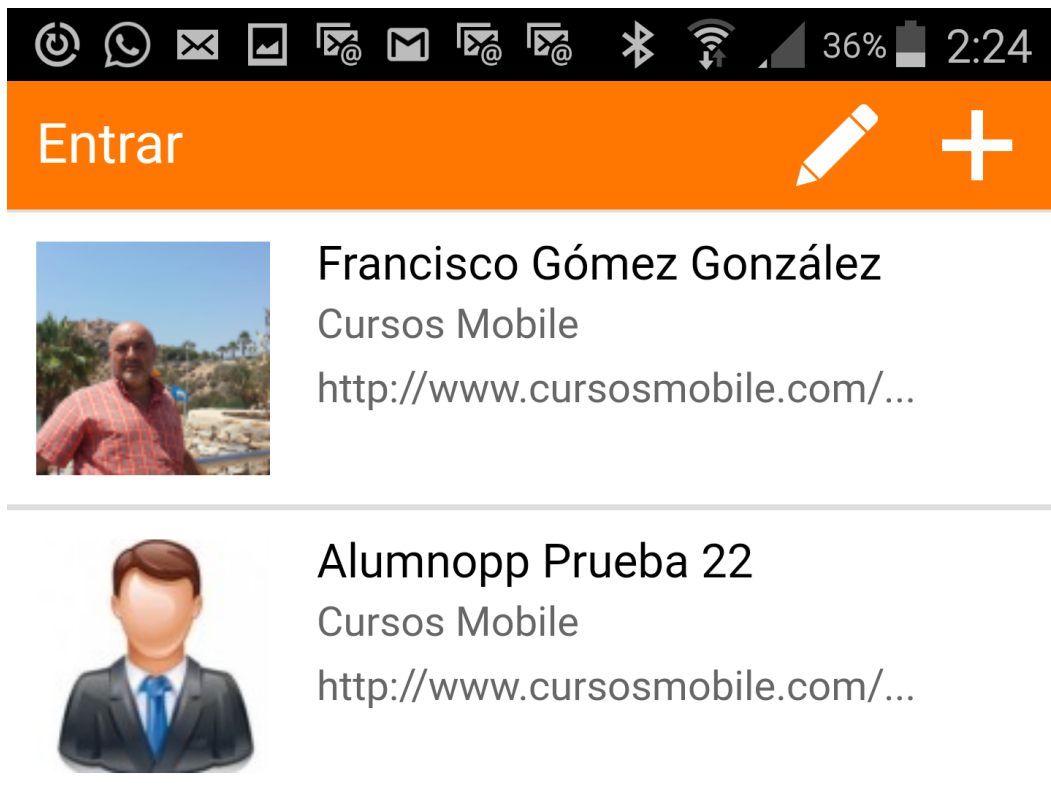 36% 2:24
Entrar
Francisco Gómez González
Cursos Mobile
http://www.cursosmobile.com/...
Alumnopp Prueba 22
Cursos Mobile
http://www.cursosmobile.com/...